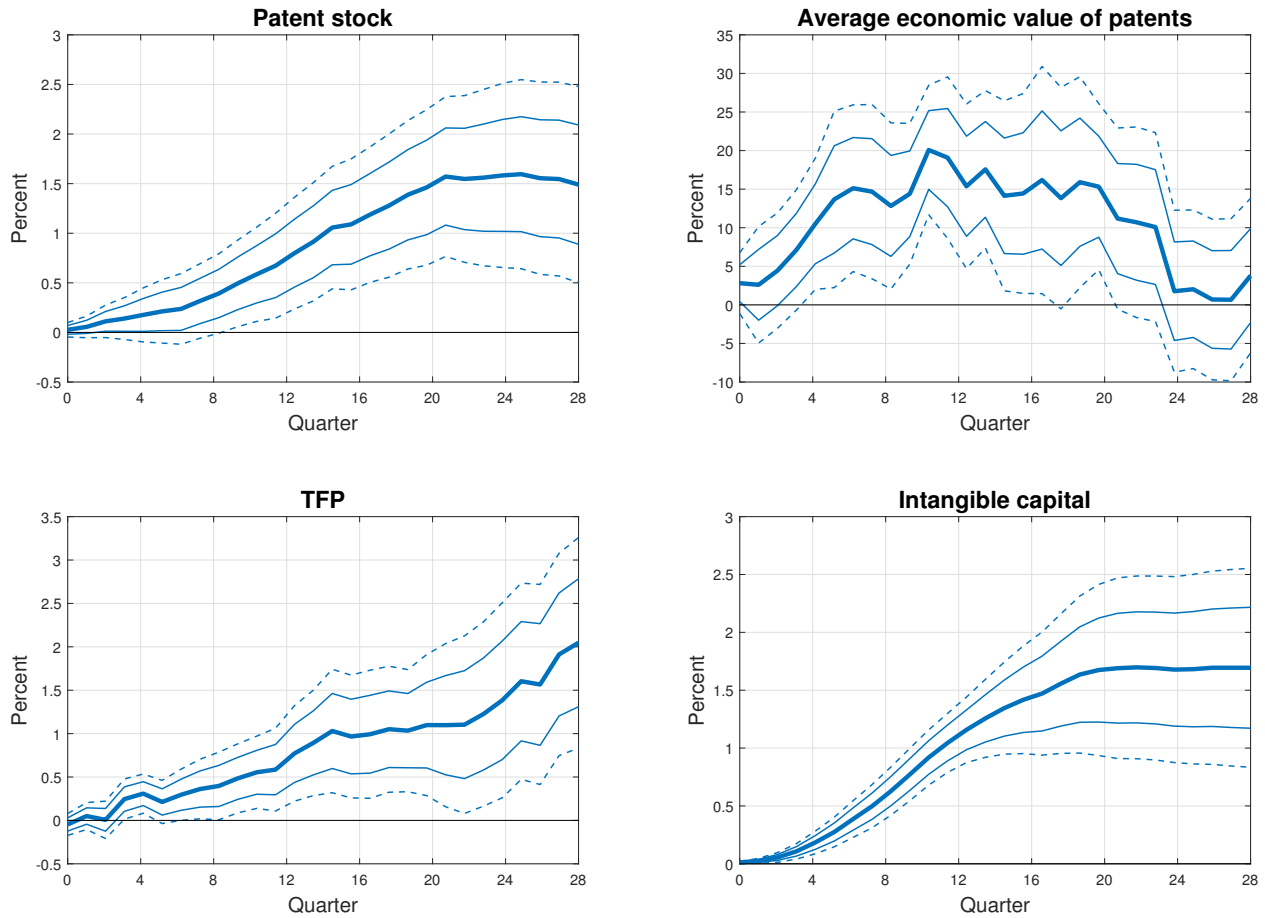 Patent stock
3
2.5
2
1.5
1
0.5
0
-0.5
Percent
0 4 8 12 16 20 24 28
Quarter
Average economic value of patents
35
30
25
20
15
10
5
0
-5
-10
Percent
0 4 8 12 16 20 24 28
Quarter
TFP
3.5
3
2.5
2
1.5
1
0.5
0
-0.5
Percent
0 4 8 12 16 20 24 28
Quarter
Intangible capital
3
2.5
2
1.5
1
0.5
0
Percent
0 4 8 12 16 20 24 28
Quarter